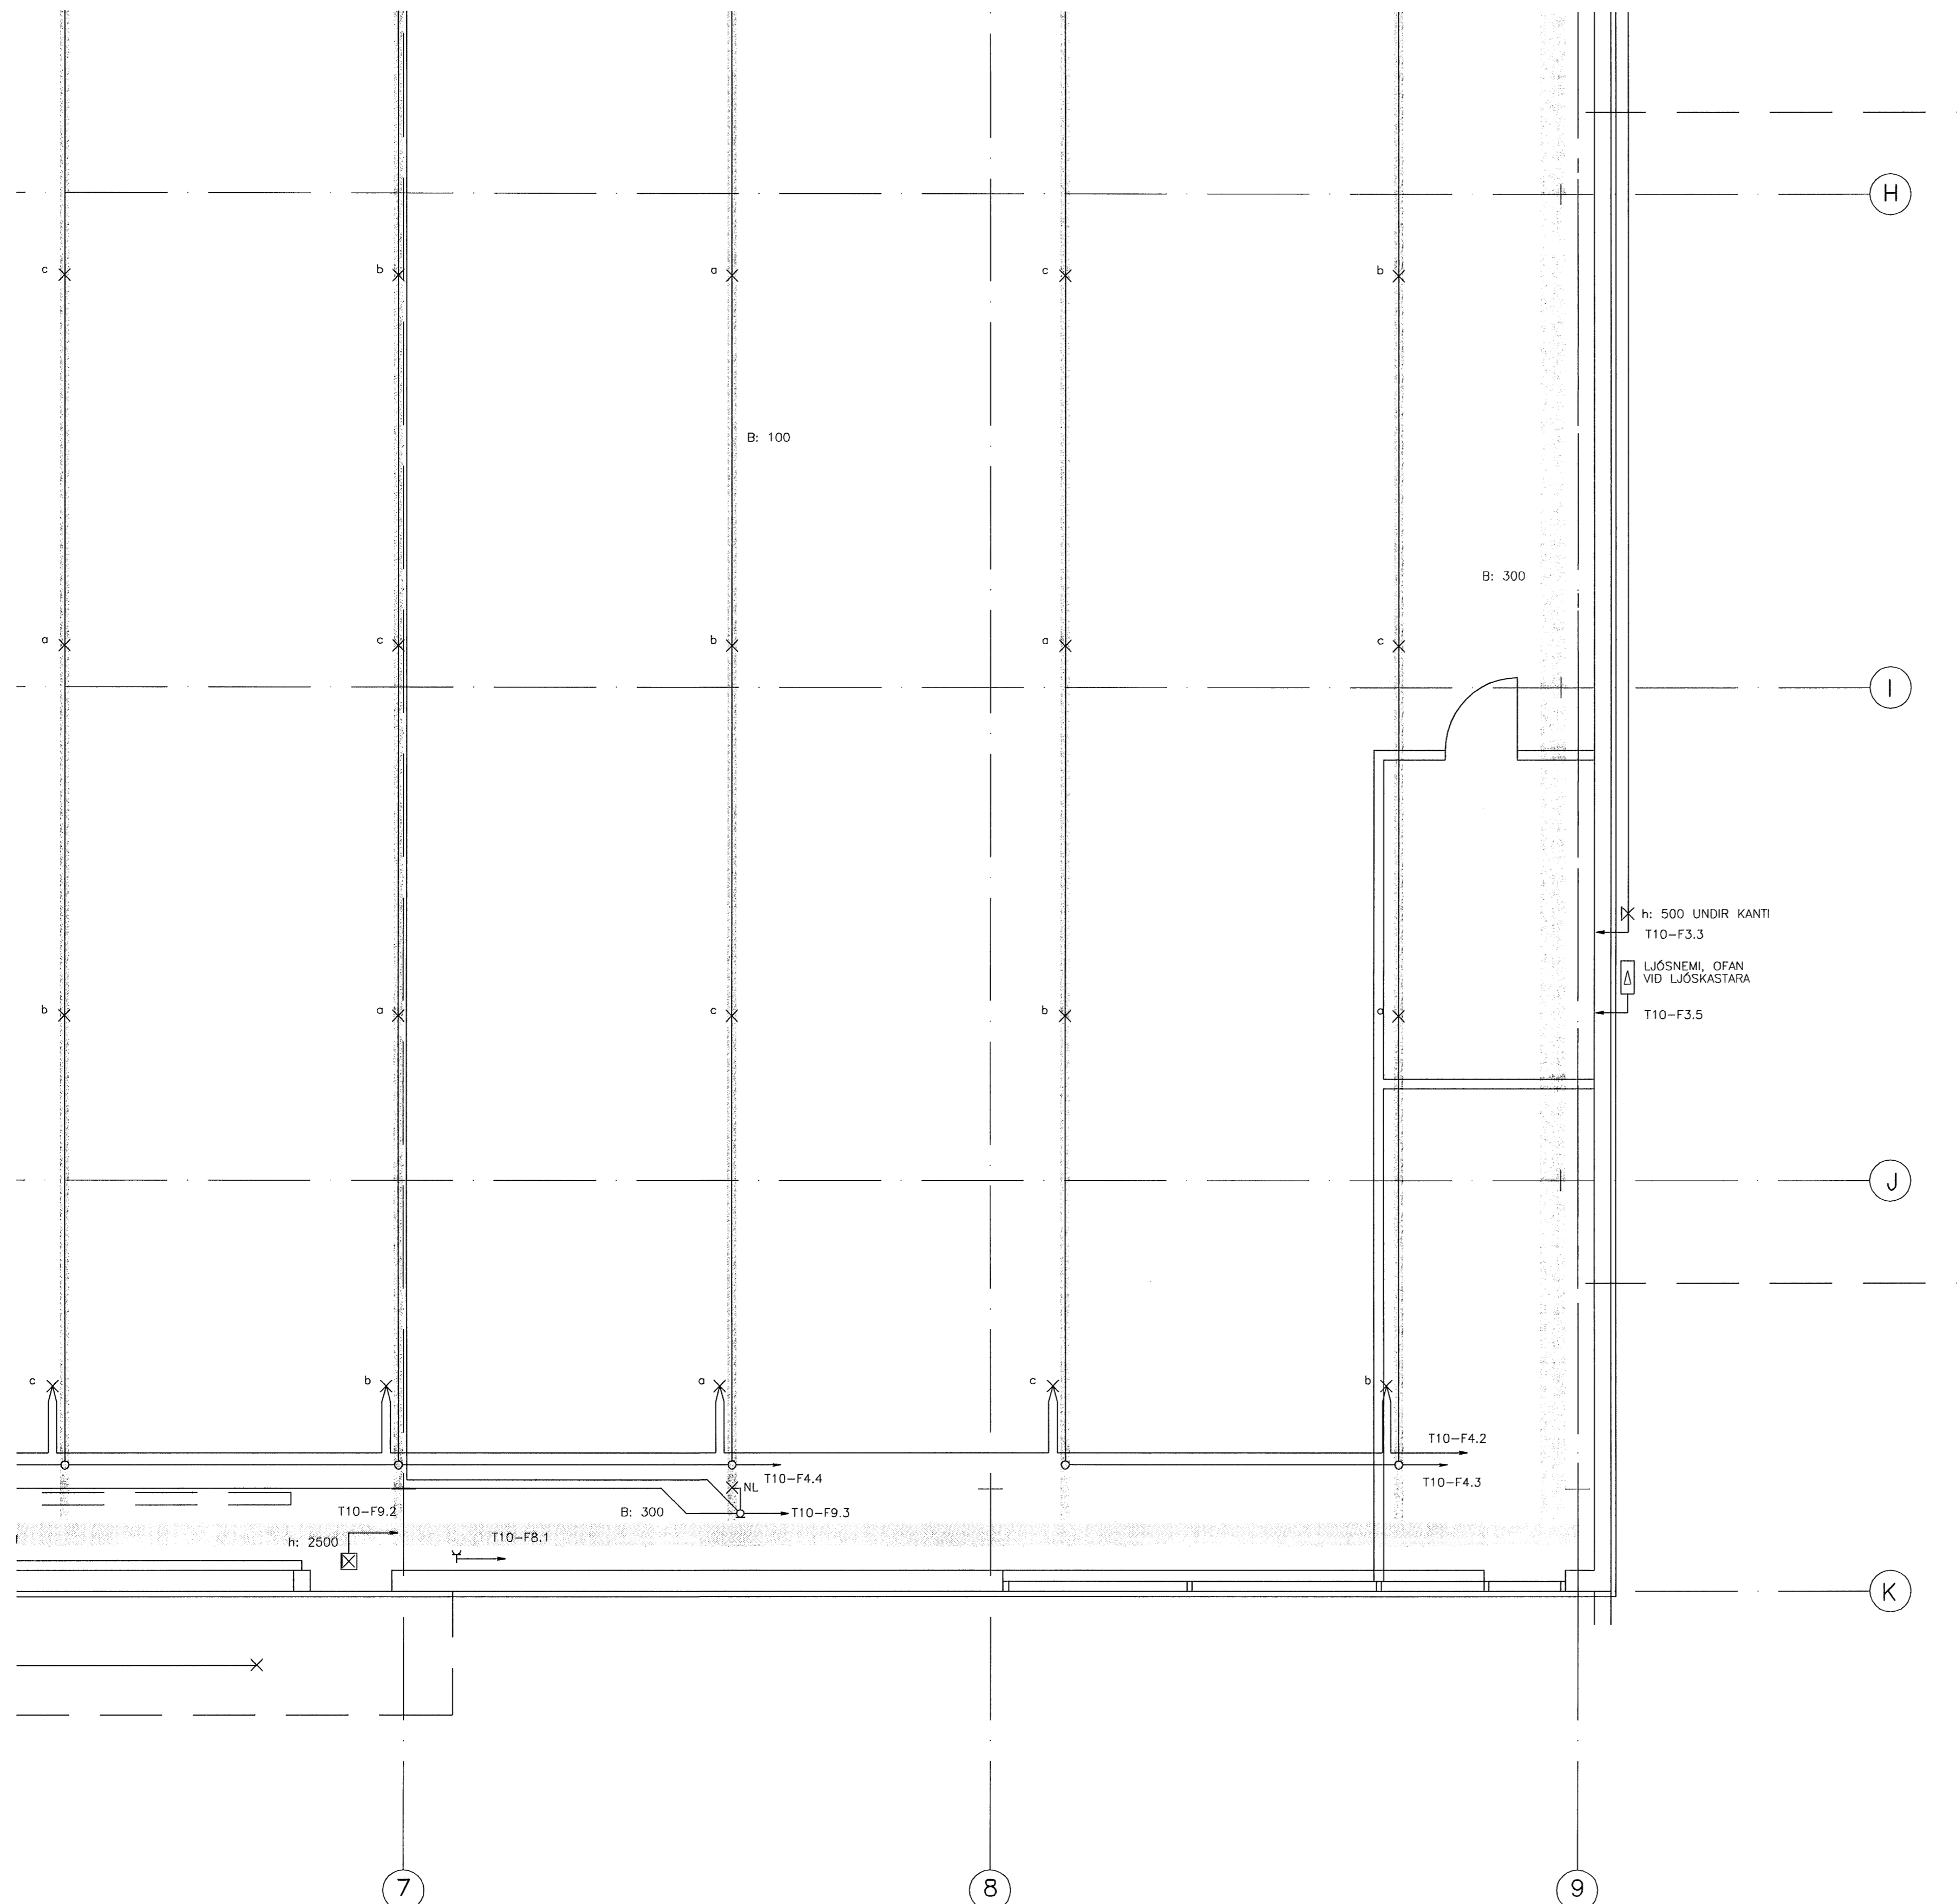 H
c
b
a
c
b
B: 100
B: 300
a
c
b
a
c
I
h: 500 UNDIR KANTI
T10-F3.3
LJÓSNEMI, OFAN
VID LJÓSKASTARA
T10-F3.5
b
a
c
b
a
J
c
b
a
c
b
T10-F4.2
T10-F4.4
T10-F4.3
NL
T10-F9.2
B: 300
T10-F9.3
h: 2500
T10-F8.1
K
7
8
9